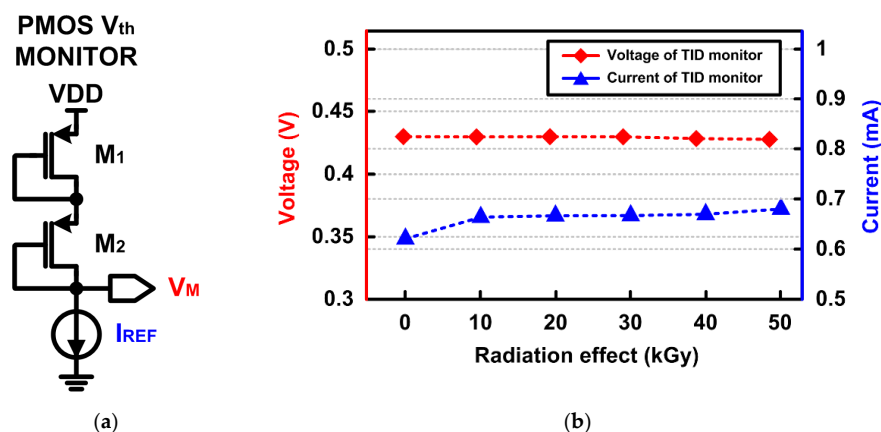 PMOS Vth
MONITOR
VDD
M1
M2
VM
IREF
(a)
Voltage of TID monitor
Current of TID monitor
Voltage (V)
0.5
0.45
0.4
0.35
0.3
Current (mA)
1
0.9
0.8
0.7
0.6
0.5
0 10 20 30 40 50
Radiation effect (kGy)
(b)